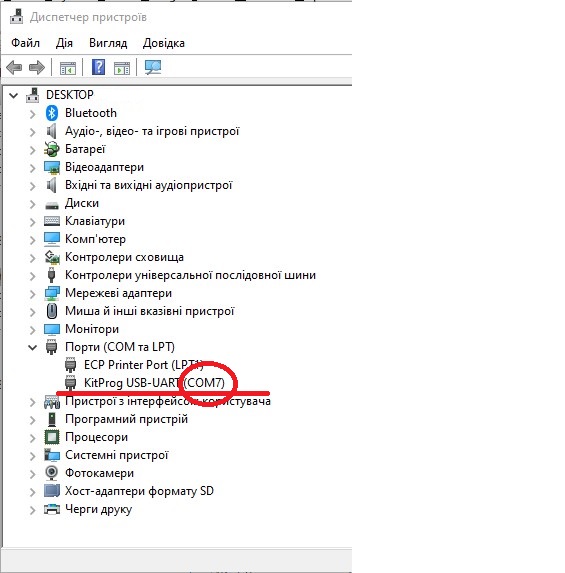 Диспетчер пристроїв
Файл Дія Вигляд Довідка
DESKTOP
Bluetooth
Аудіо-, відео- та ігрові пристрої
Батареї
Відеоадаптери
Вхідні та вихідні аудіопристрої
Диски
Клавіатури
Комп'ютер
Контролери сховища
Контролери універсальної послідовної шини
Мережеві адаптери
Миша й інші вказівні пристрої
Монітори
Порти (COM та LPT)
ECP Printer Port (LPT1)
KitProg USB-UART (COM7)
Пристрої з інтерфейсом користувача
Програмний пристрій
Процесори
Системні пристрої
Фотокамери
Хост-адаптери формату SD
Черги друку